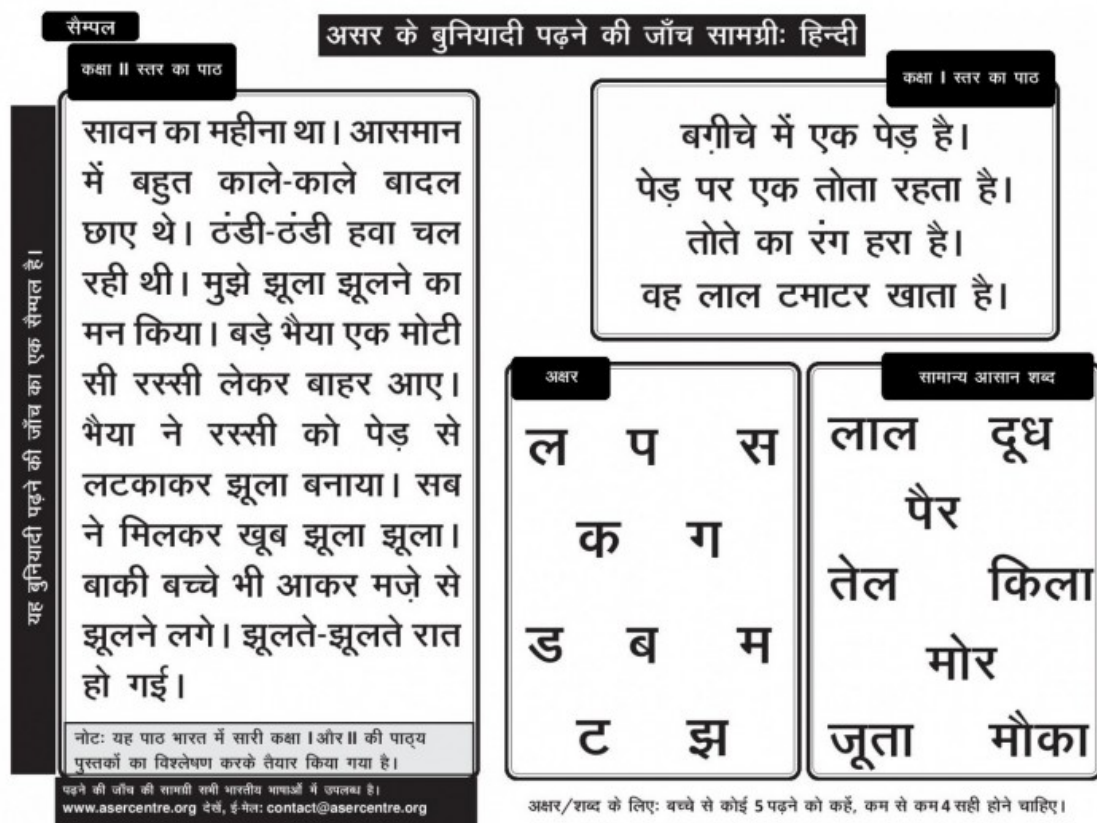 सैम्पल
असर के बुनियादी पढ़ने की जाँच सामग्रीः हिन्दी
यह बुनियादी पढ़ने की जाँच का एक सैम्पल है।
कक्षा II स्तर का पाठ
सावन का महीना था। आसमान
में बहुत काले-काले बादल
छाए थे। ठंडी-ठंडी हवा चल
रही थी। मुझे झूला झूलने का
मन किया। बड़े भैया एक मोटी
सी रस्सी लेकर बाहर आए।
भैया ने रस्सी को पेड़ से
लटकाकर झूला बनाया। सब
ने मिलकर खूब झूला झूला।
बाकी बच्चे भी आकर मज़े से
झूलने लगे। झूलते-झूलते रात
हो गई।
नोटः यह पाठ भारत में सारी कक्षा I और II की पाठ्य
पुस्तकों का विश्लेषण करके तैयार किया गया है।
पढ़ने की जाँच की सामग्री सभी भारतीय भाषाओं में उपलब्ध है।
www.asercentre.org देखें, ई-मेल: contact@asercentre.org
कक्षा I स्तर का पाठ
बग़ीचे में एक पेड़ है।
पेड़ पर एक तोता रहता है।
तोते का रंग हरा है।
वह लाल टमाटर खाता है।
अक्षर
ल प स
क ग
ड ब म
ट झ
सामान्य आसान शब्द
लाल दूध
पैर
तेल किला
मोर
जूता मौका
अक्षर/शब्द के लिएः बच्चे से कोई 5 पढ़ने को कहें, कम से कम 4 सही होने चाहिए।